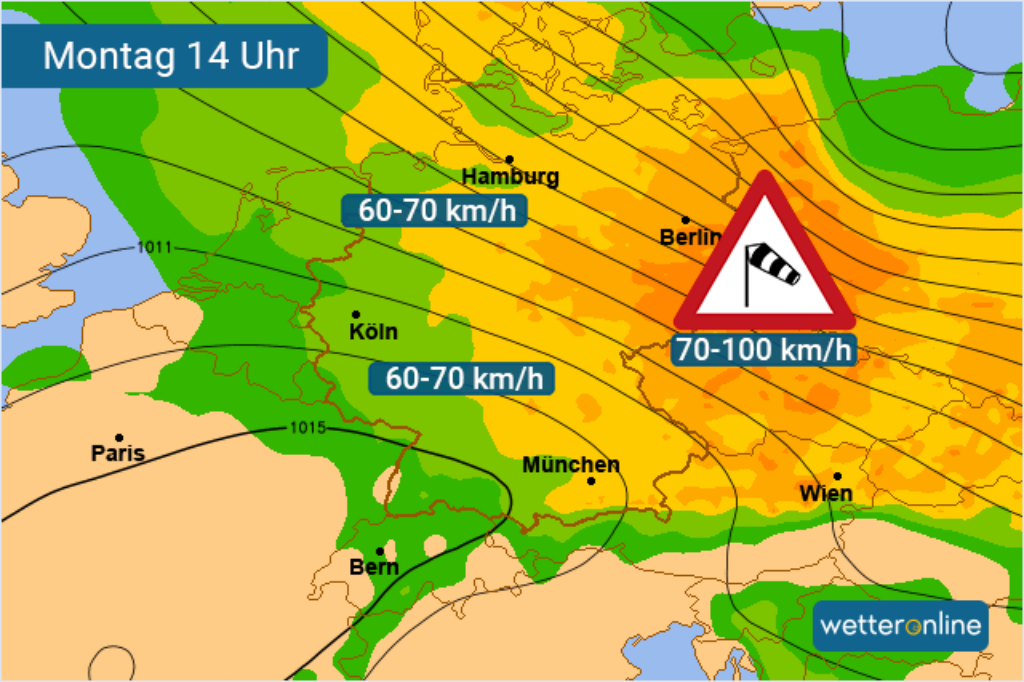 Montag 14 Uhr
Hamburg
60-70 km/h
Berlin
1011
Köln
70-100 km/h
60-70 km/h
1015
Paris
München
Wien
Bern
wetteronline